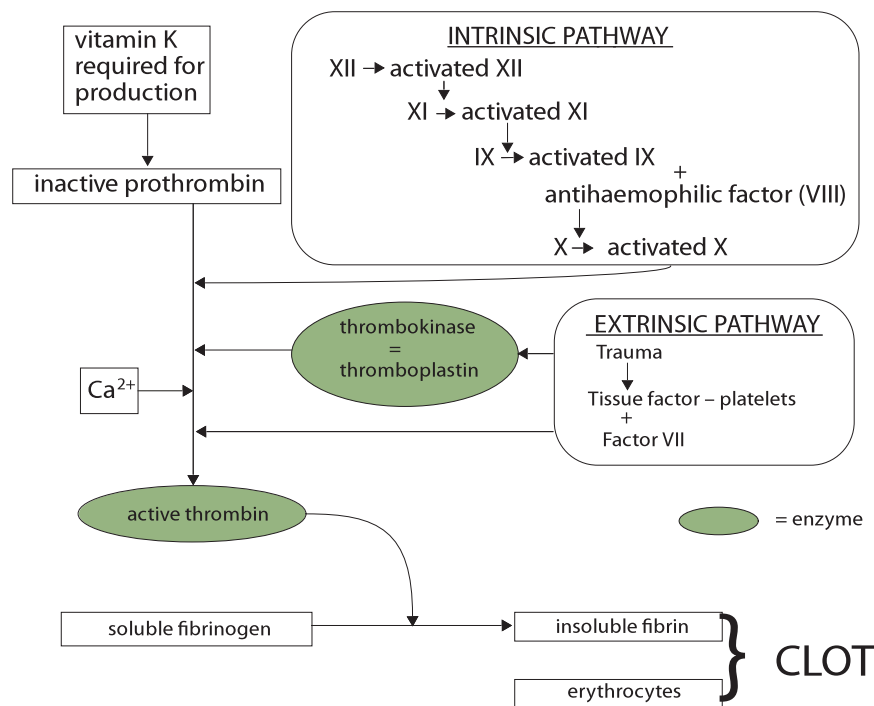 vitamin K
required for
production
inactive prothrombin
INTRINSIC PATHWAY
XII → activated XII
XI → activated XI
IX → activated IX
+
antihaemophilic factor (VIII)
X → activated X
thrombokinase
=
thromboplastin
EXTRINSIC PATHWAY
Trauma
Tissue factor – platelets
+
Factor VII
Ca²⁺
active thrombin
= enzyme
soluble fibrinogen
insoluble fibrin
erythrocytes
} CLOT